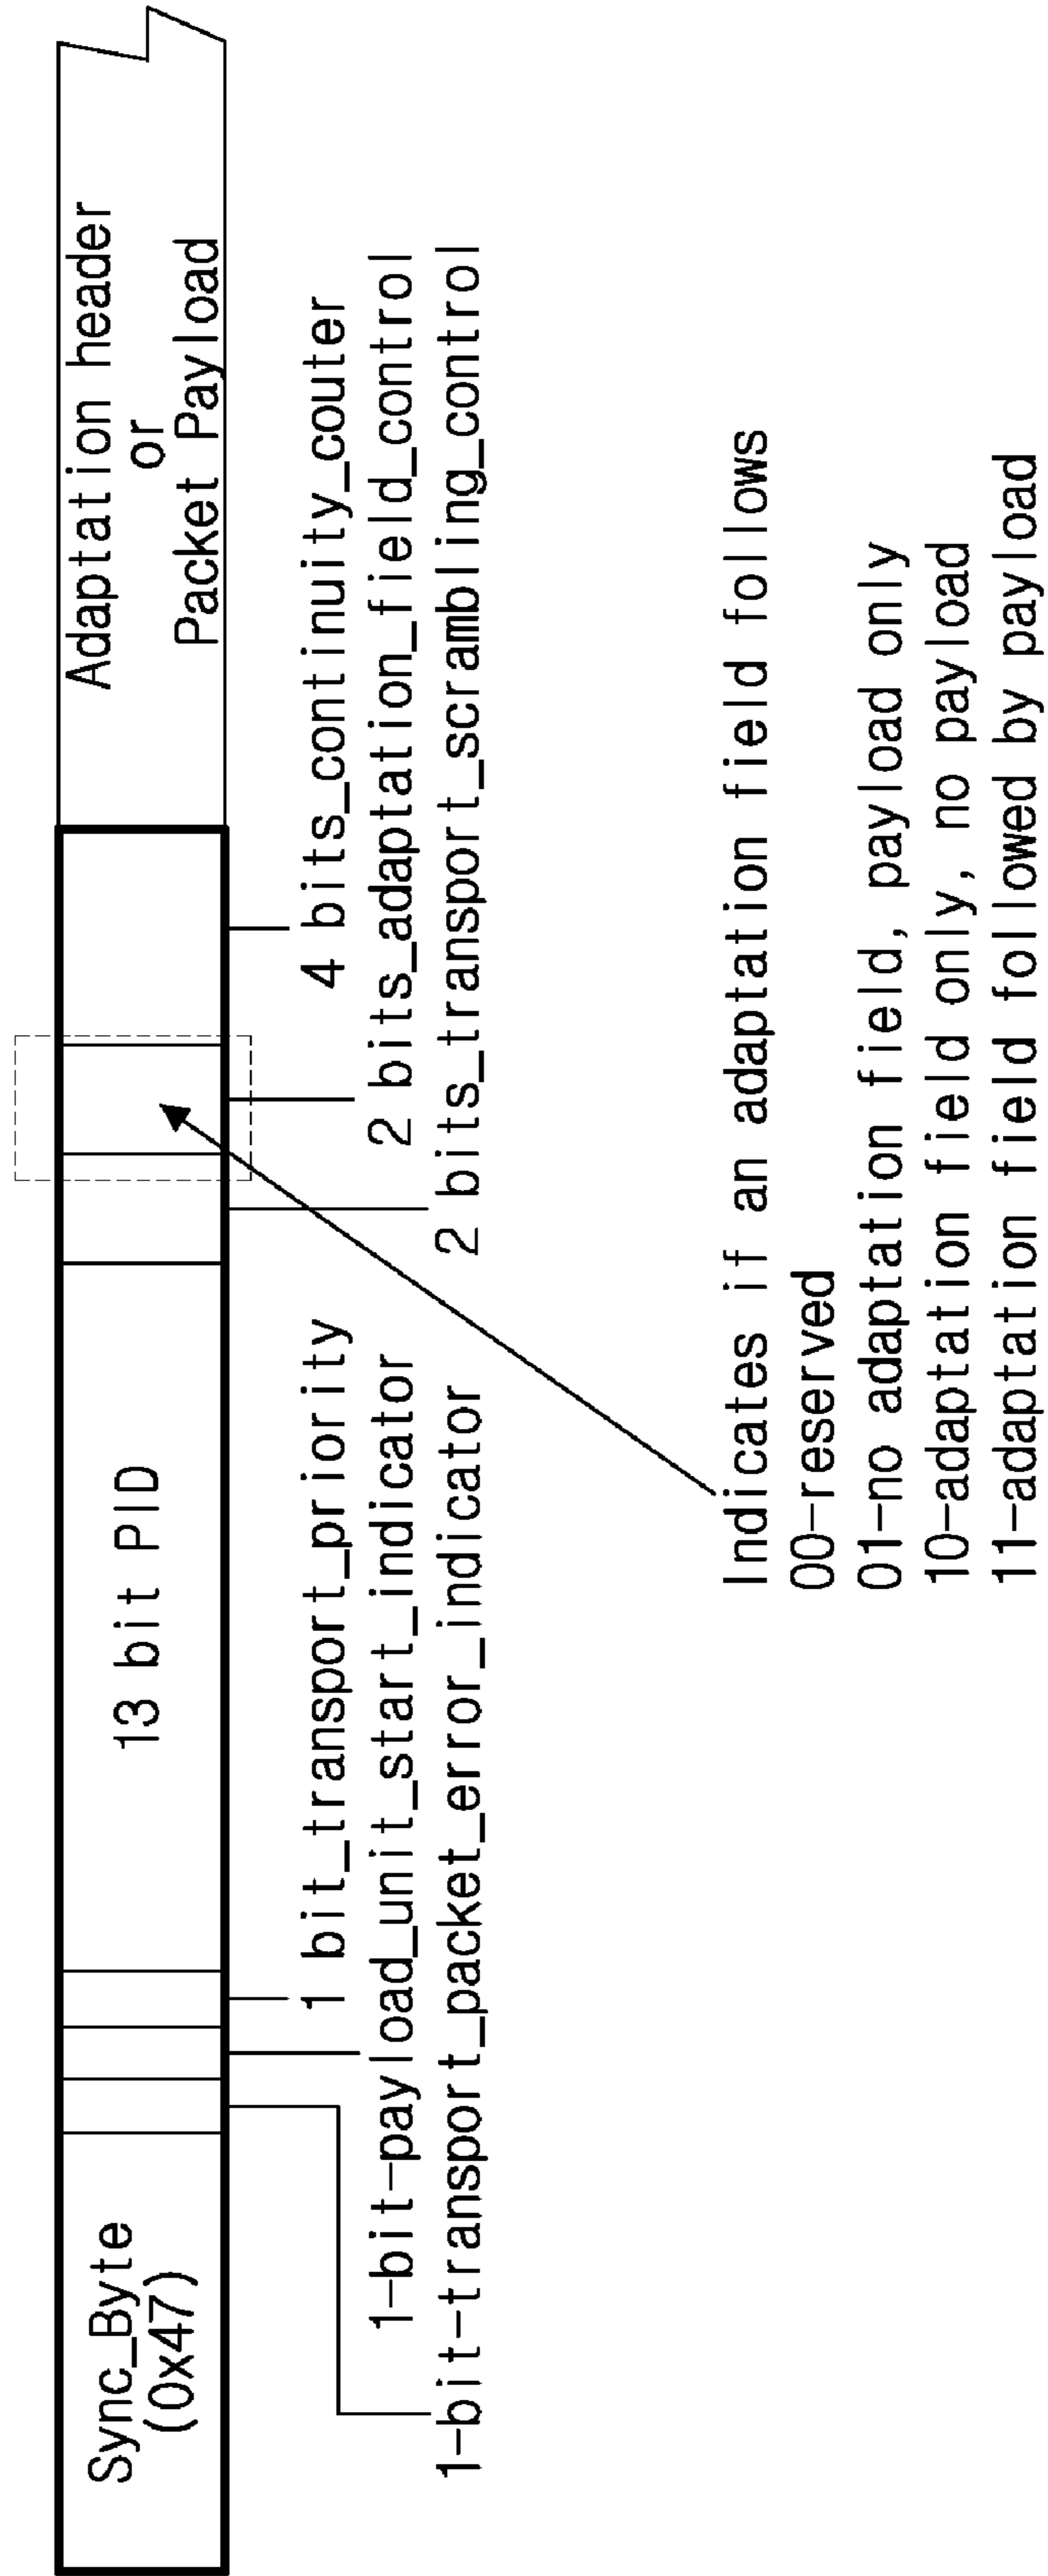 Sync_Byte
(0x47)
13 bit PID
Adaptation header
or
Packet Payload
1 bit_transport_priority
1-bit-payload_unit_start_indicator
1-bit-transport_packet_error_indicator
4 bits_continuity_couter
2 bits_adaptation_field_control
2 bits_transport_scrambling_control
Indicates if an adaptation field follows
00-reserved
01-no adaptation field, payload only
10-adaptation field only, no payload
11-adaptation field followed by payload